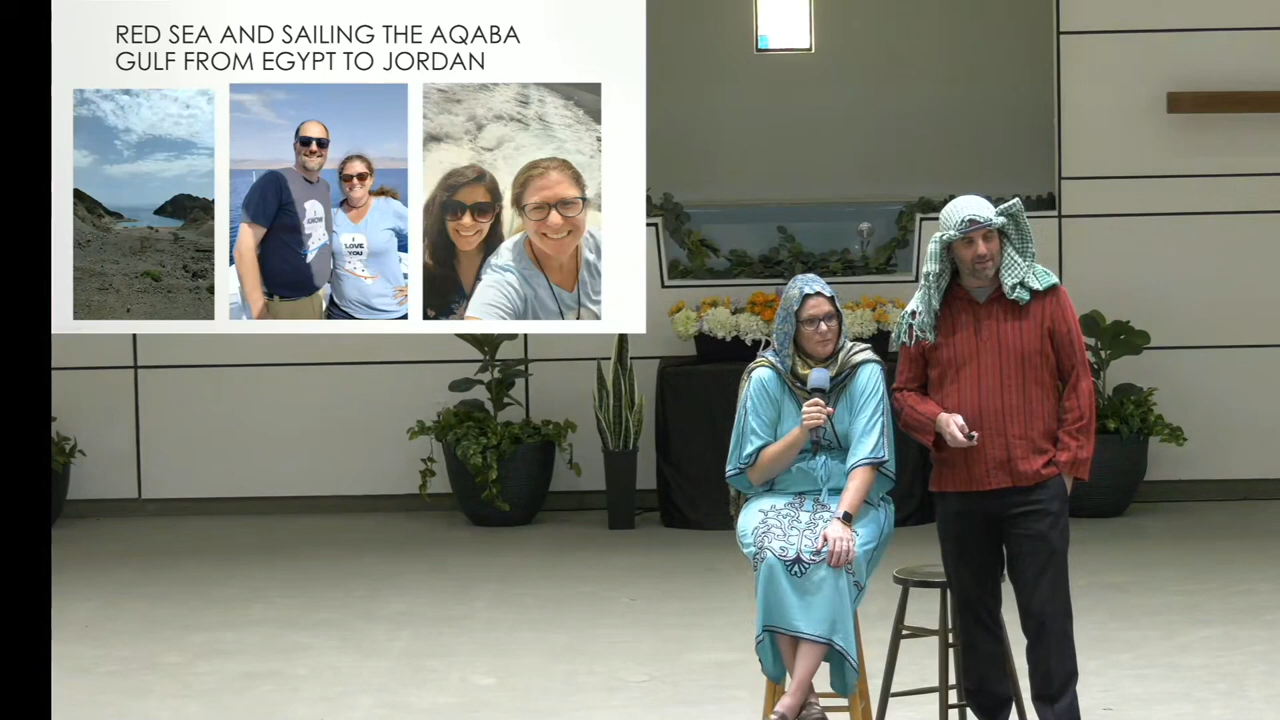 RED SEA AND SAILING THE AQABA
GULF FROM EGYPT TO JORDAN
I
KNOW
I
LOVE
YOU